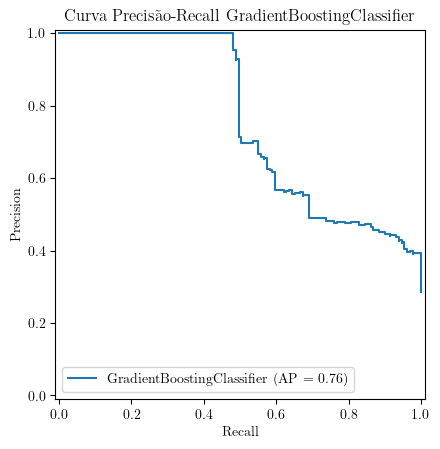 Curva Precisão-Recall GradientBoostingClassifier
1.0
0.8
0.6
0.4
0.2
0.0
Precision
GradientBoostingClassifier (AP = 0.76)
0.0 0.2 0.4 0.6 0.8 1.0
Recall